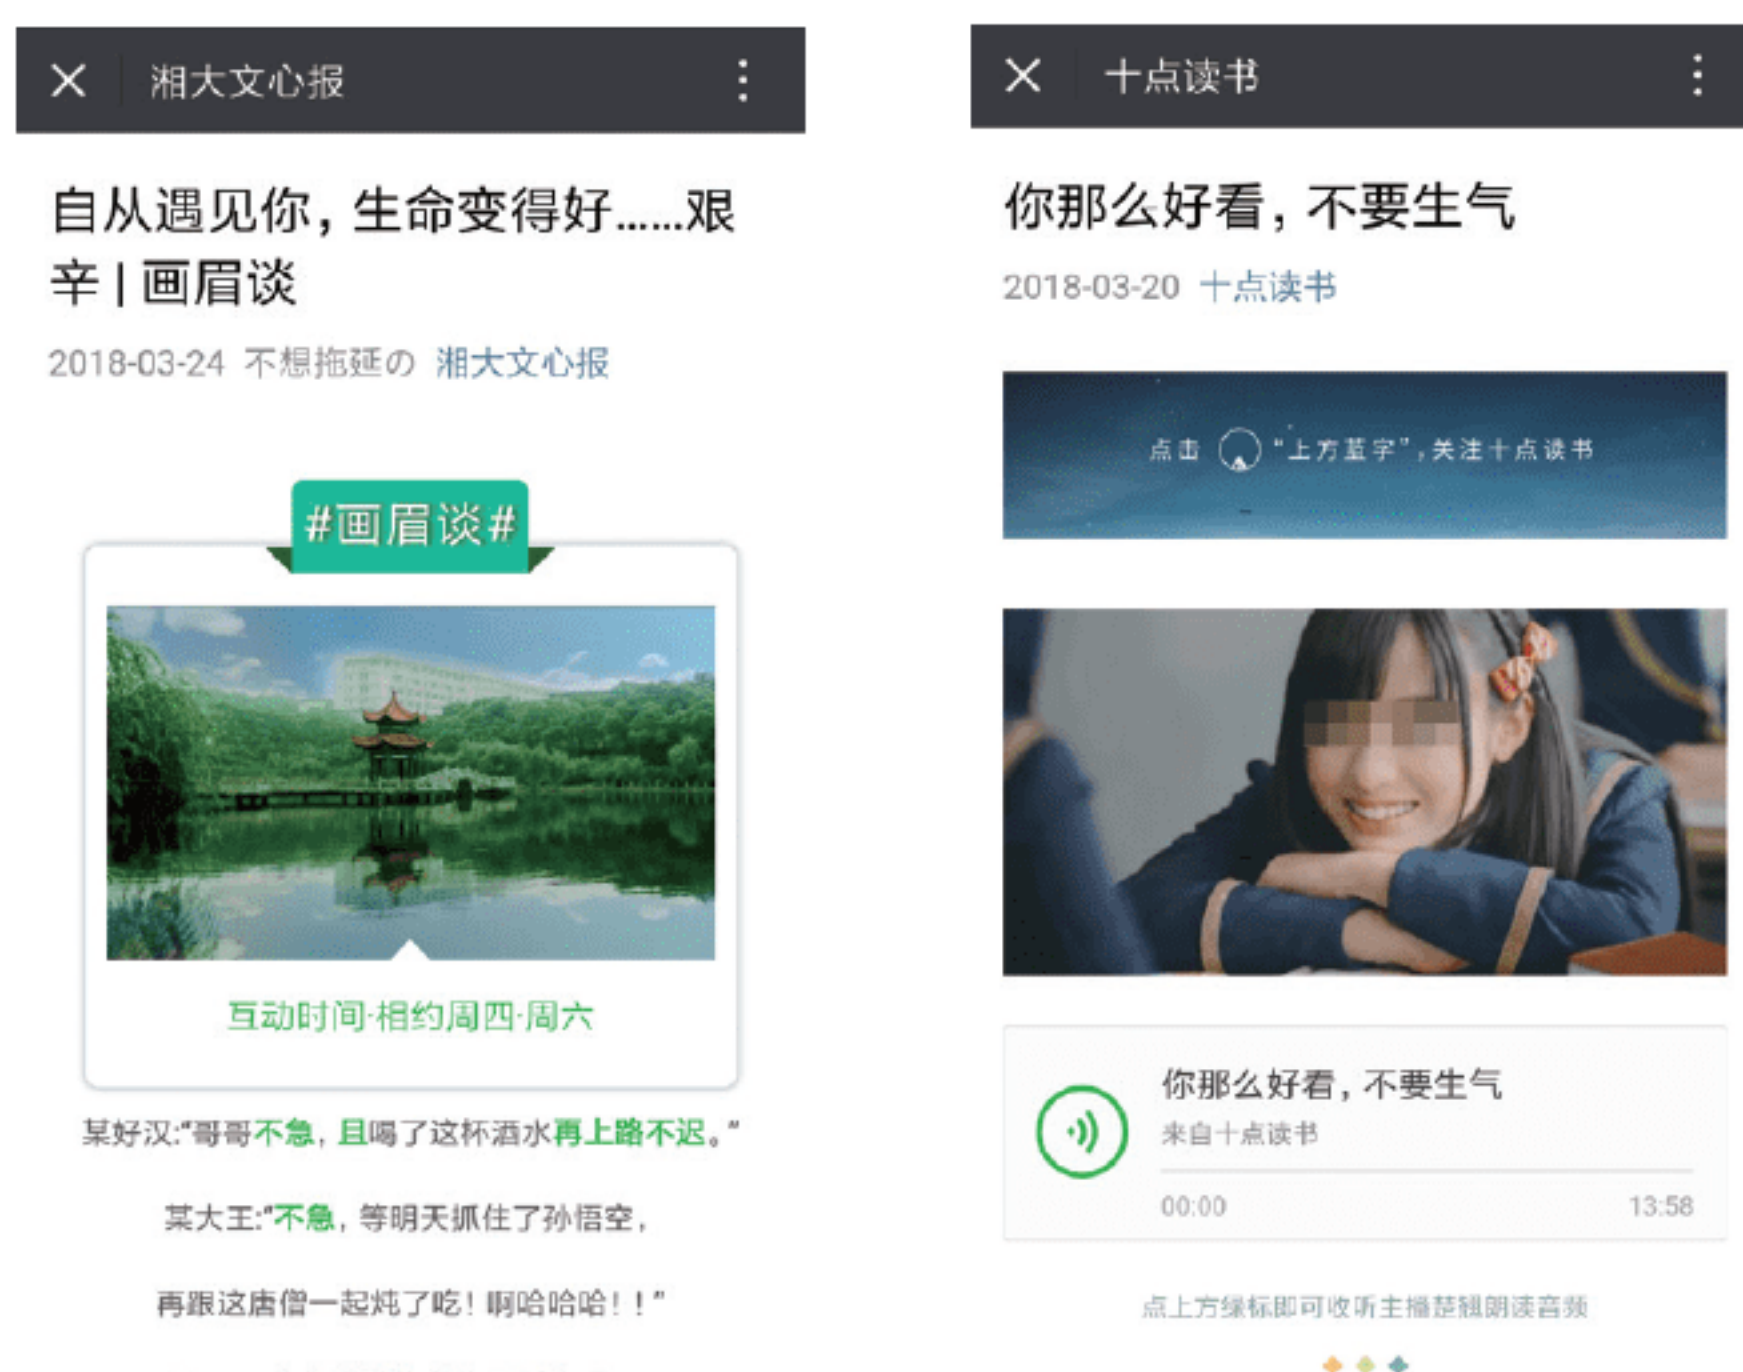 湘大文心报
自从遇见你，生命变得好……艰
辛 | 画眉谈
2018-03-24 不想拖延の 湘大文心报
#画眉谈#
互动时间·相约周四·周六
某好汉:“哥哥不急，且喝了这杯酒水再上路不迟。”
某大王:“不急，等明天抓住了孙悟空，
再跟这唐僧一起炖了吃！啊哈哈哈！！”
十点读书
你那么好看，不要生气
2018-03-20 十点读书
点击 “上方蓝字”，关注十点读书
你那么好看，不要生气
来自十点读书
00:00 13:58
点上方绿标即可收听主播楚翘朗读音频